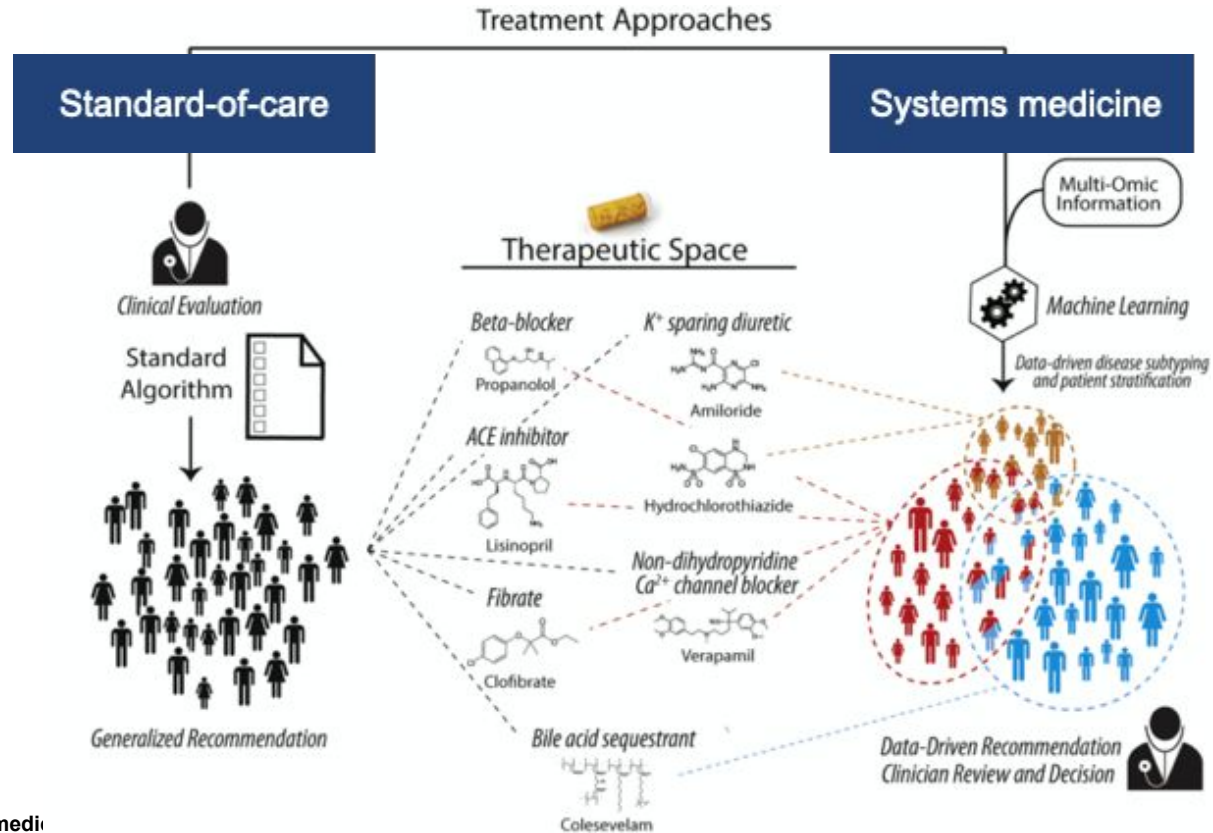 Treatment Approaches
Standard-of-care
Systems medicine
Multi-Omic
Information
Clinical Evaluation
Standard
Algorithm
Generalized Recommendation
Therapeutic Space
Beta-blocker
Propanolol
K+ sparing diuretic
Amiloride
ACE inhibitor
Lisinopril
Hydrochlorothiazide
Non-dihydropyridine
Ca2+ channel blocker
Verapamil
Fibrate
Clofibrate
Bile acid sequestrant
Colesevelam
Machine Learning
Data-driven disease subtyping
and patient stratification
Data-Driven Recommendation
Clinician Review and Decision